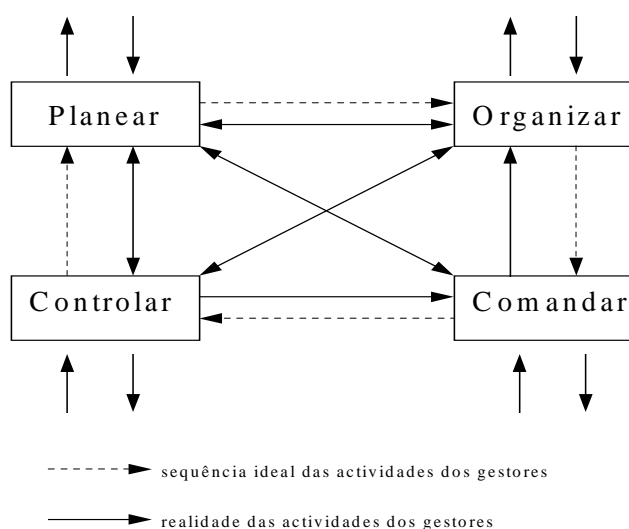 Planear
Organizar
Controlar
Comandar
sequência ideal das actividades dos gestores
realidade das actividades dos gestores